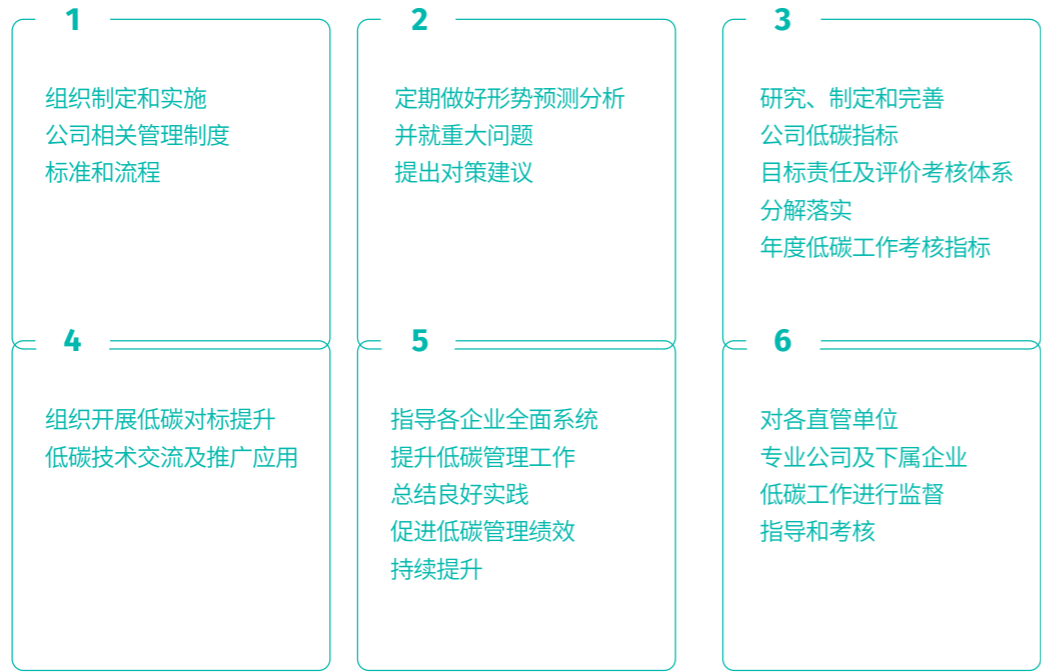 1
组织制定和实施
公司相关管理制度
标准和流程
2
定期做好形势预测分析
并就重大问题
提出对策建议
3
研究、制定和完善
公司低碳指标
目标责任及评价考核体系
分解落实
年度低碳工作考核指标
4
组织开展低碳对标提升
低碳技术交流及推广应用
5
指导各企业全面系统
提升低碳管理工作
总结良好实践
促进低碳管理绩效
持续提升
6
对各直管单位
专业公司及下属企业
低碳工作进行监督
指导和考核